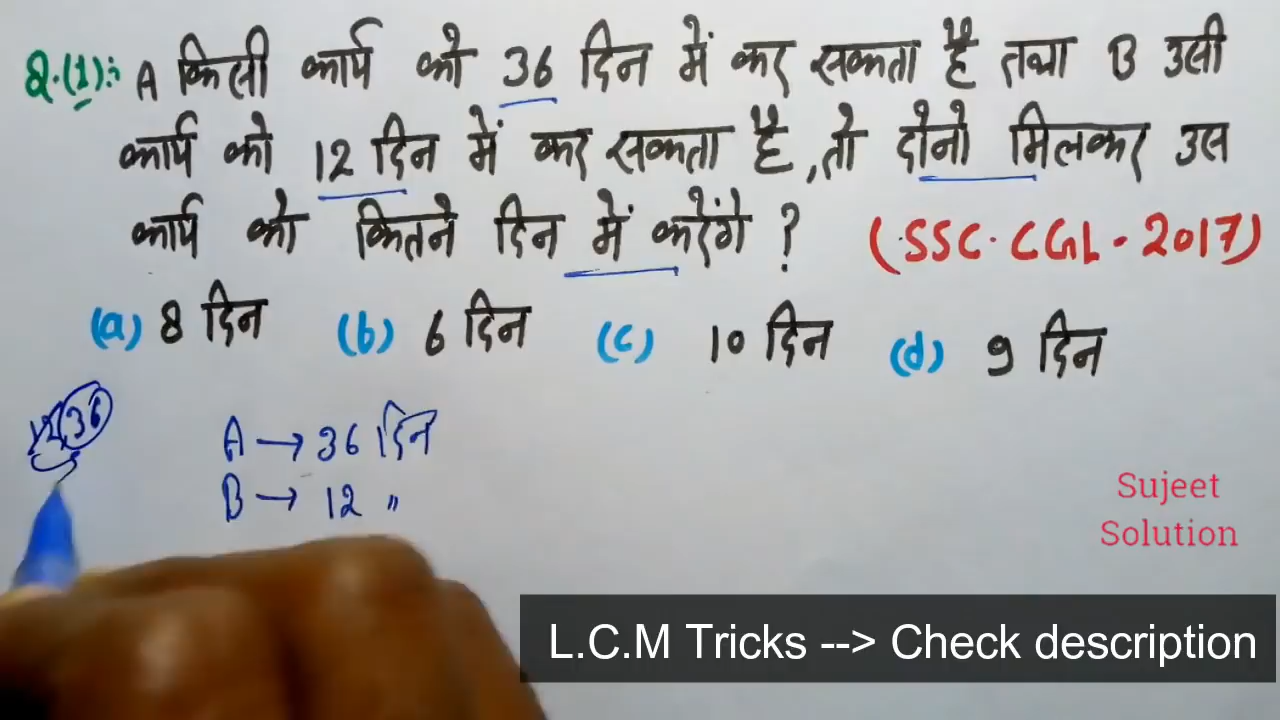 Q.(1):- A किसी कार्य को 36 दिन में कर सकता है तथा B उसी
कार्य को 12 दिन में कर सकता है, तो दोनो मिलकर उस
कार्य को कितने दिन में करेंगे ? (SSC. CGL - 2017)
(a) 8 दिन (b) 6 दिन (c) 10 दिन (d) 9 दिन
12, 36
A → 36 दिन
B → 12 "
Sujeet
Solution
L.C.M Tricks --> Check description